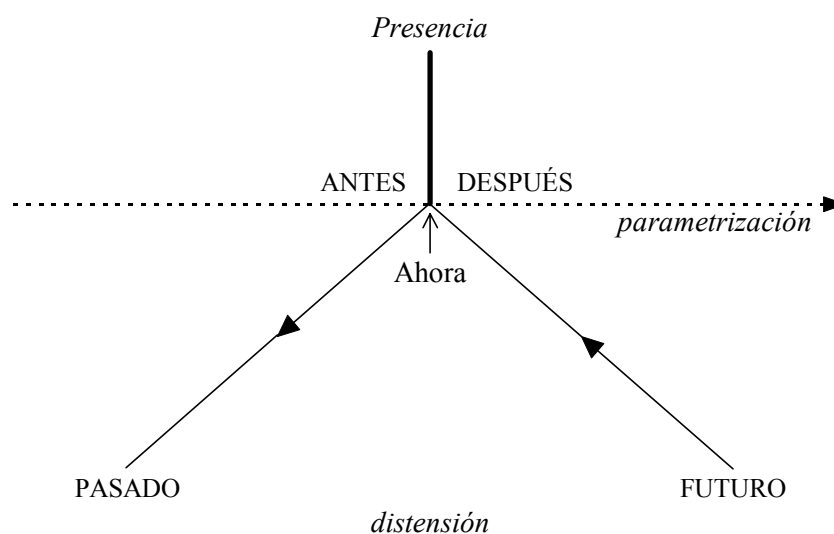 Presencia
ANTES DESPUÉS
parametrización
Ahora
PASADO FUTURO
distensión